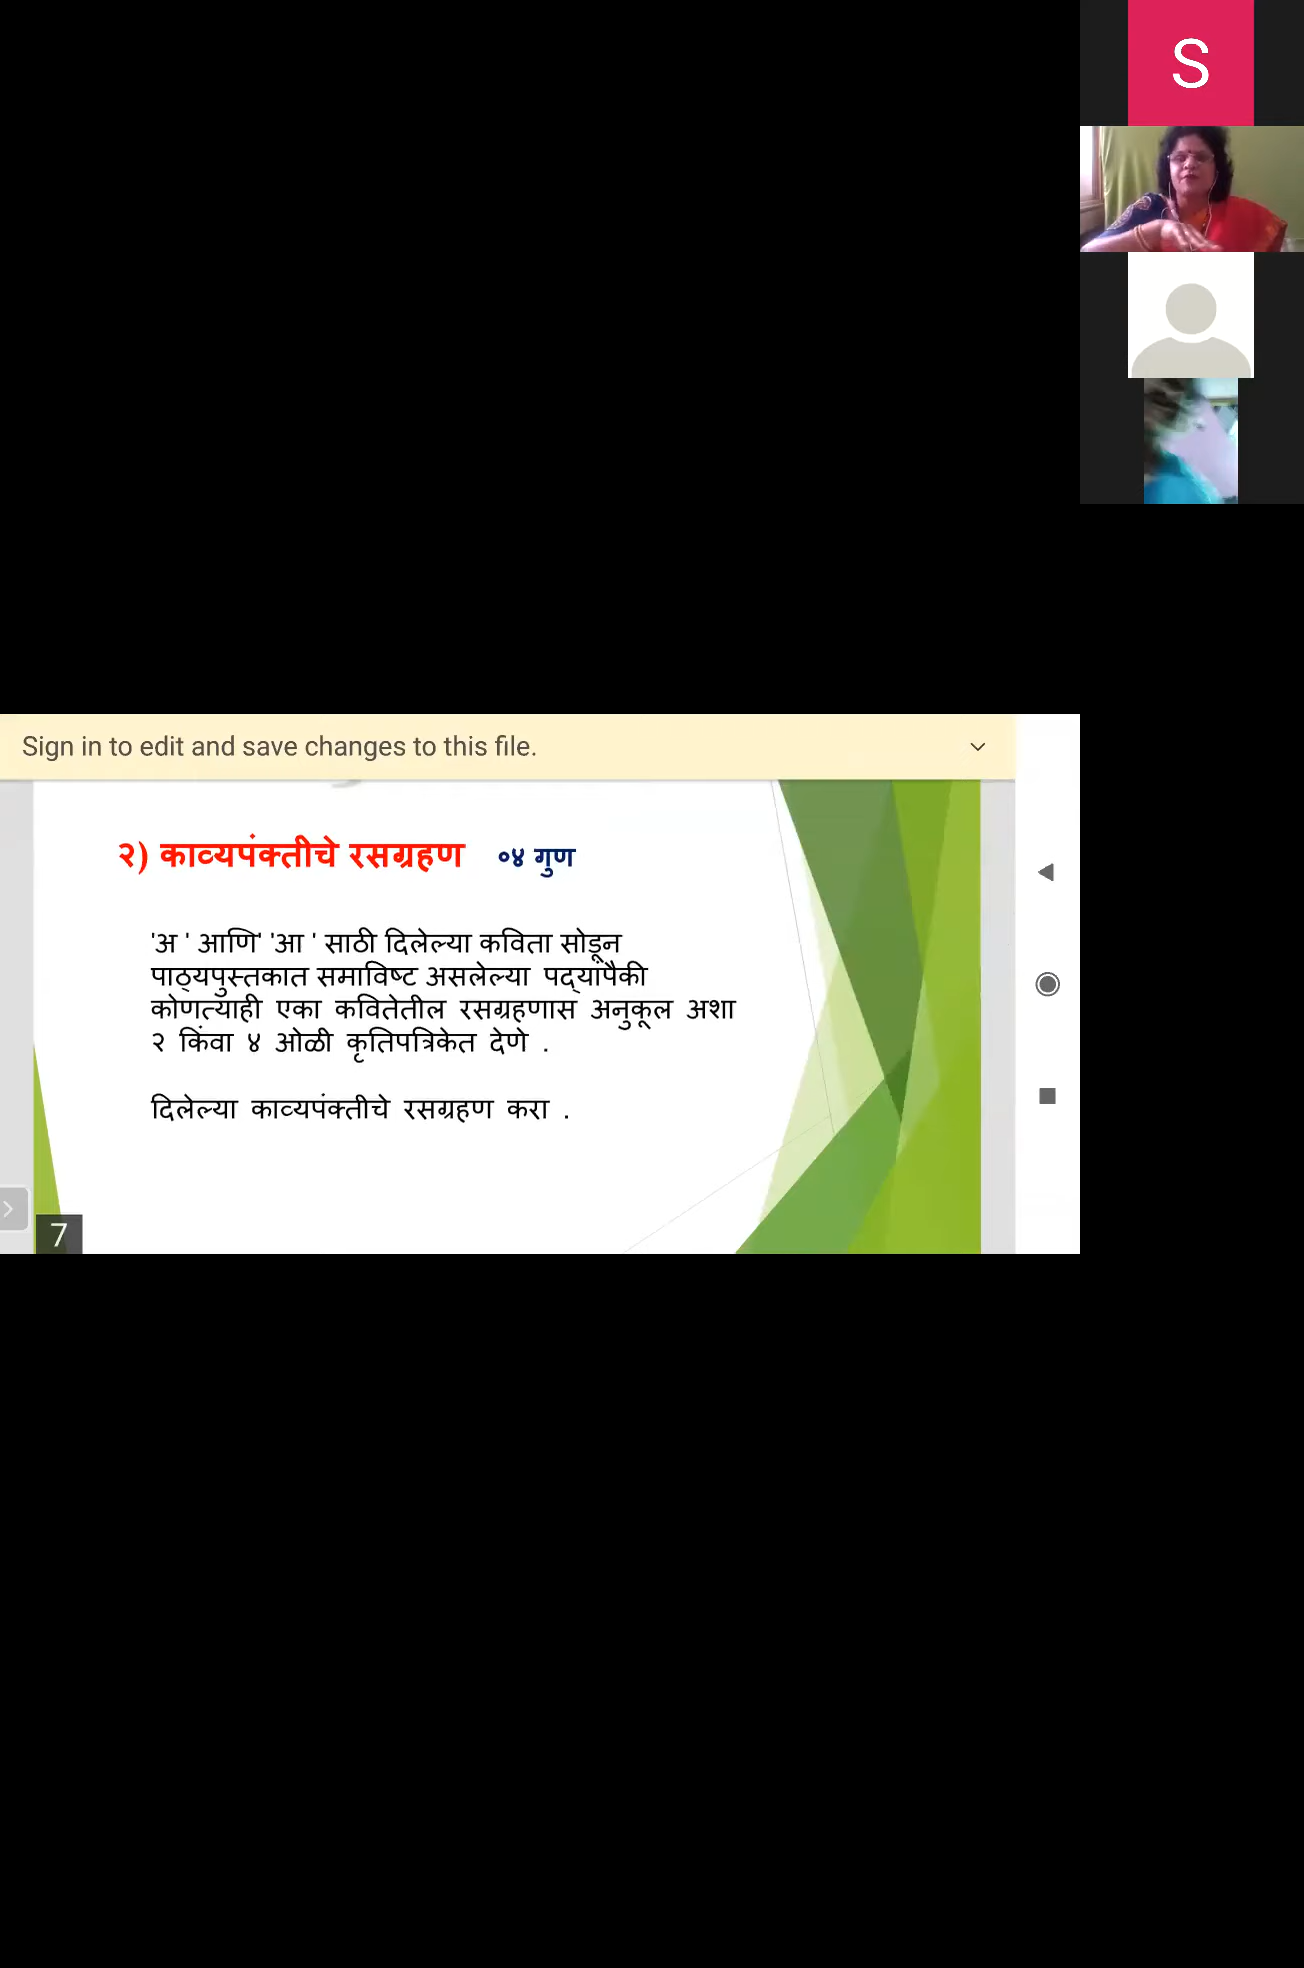 S
Sign in to edit and save changes to this file.
२) काव्यपंक्तीचे रसग्रहण ०४ गुण
'अ ' आणि' 'आ ' साठी दिलेल्या कविता सोडून
पाठ्यपुस्तकात समाविष्ट असलेल्या पद्यांपैकी
कोणत्याही एका कवितेतील रसग्रहणास अनुकूल अशा
२ किंवा ४ ओळी कृतिपत्रिकेत देणे .
दिलेल्या काव्यपंक्तीचे रसग्रहण करा .
7